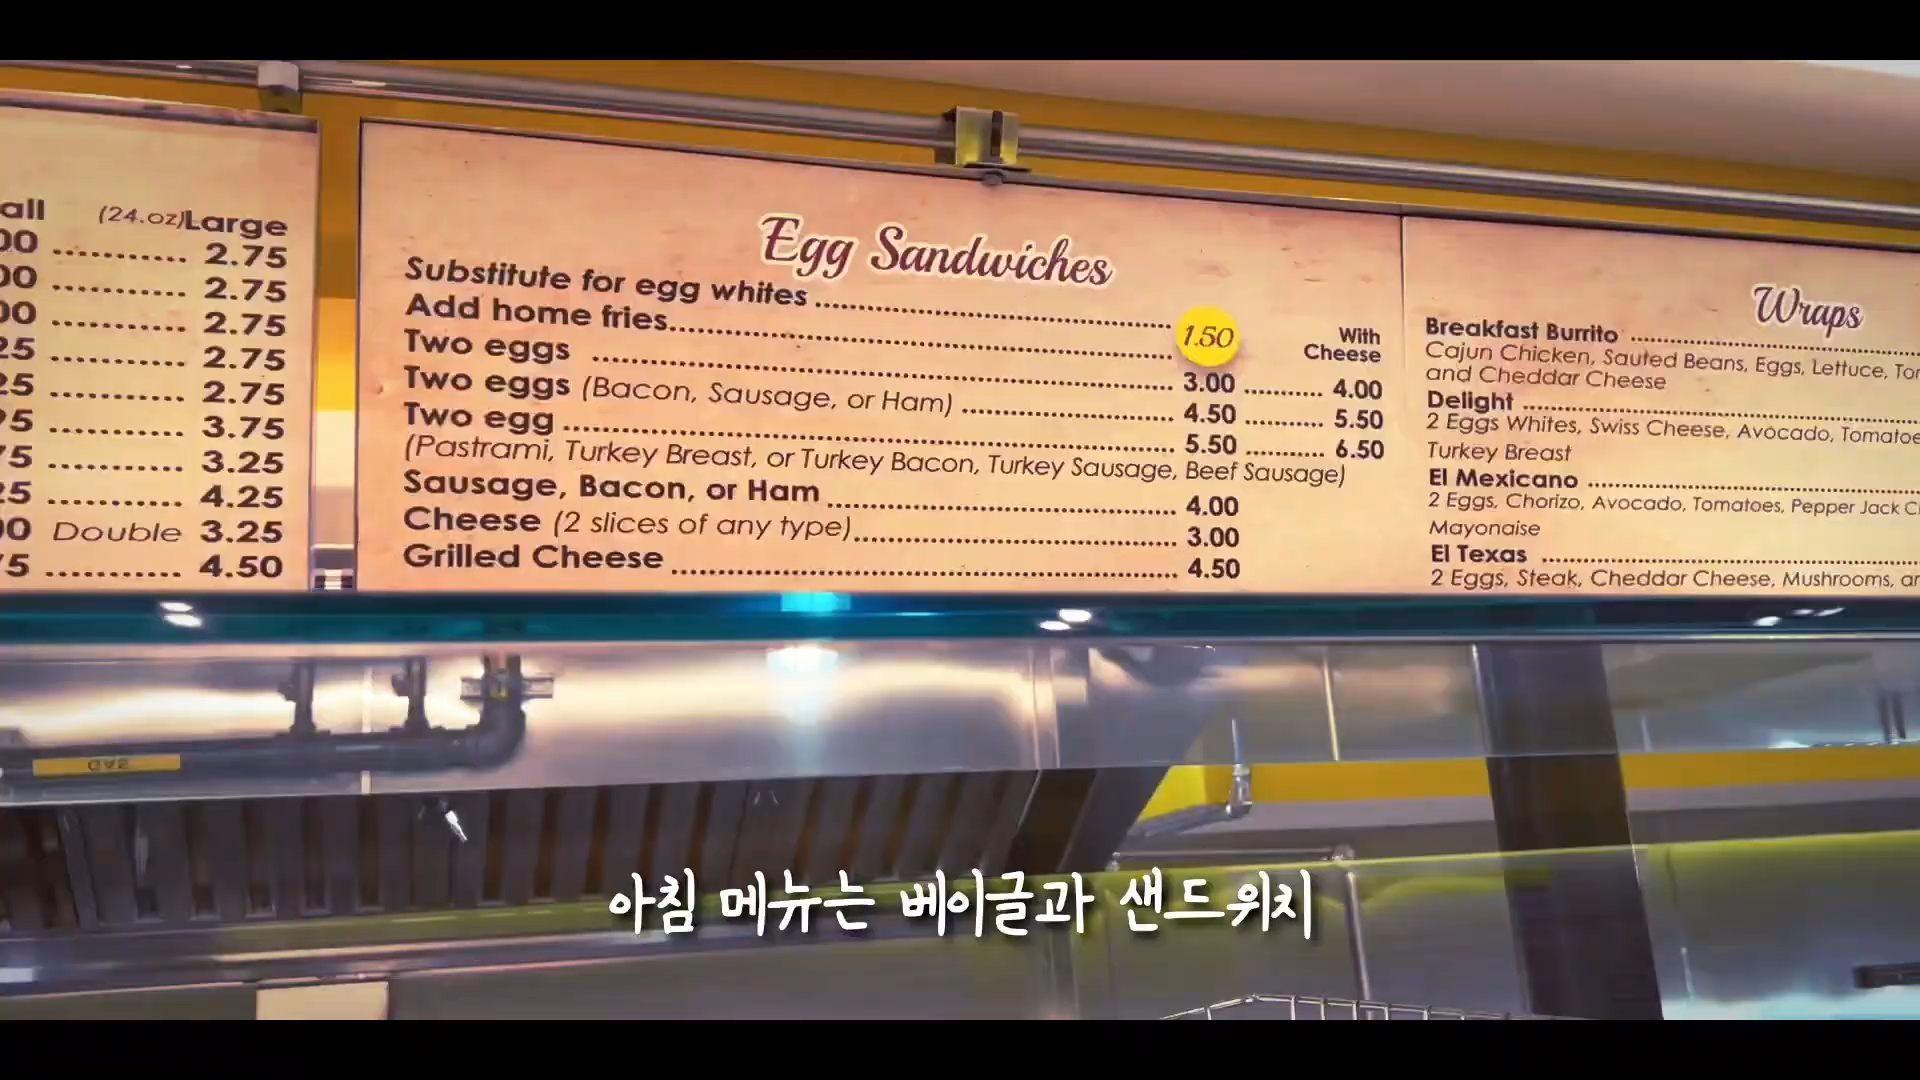 (24.oz)Large
2.75
2.75
2.75
2.75
2.75
3.75
3.25
4.25
Double 3.25
4.50
Egg Sandwiches
Substitute for egg whites
Add home fries 1.50
With Cheese
Two eggs 3.00 4.00
Two eggs (Bacon, Sausage, or Ham) 4.50 5.50
Two egg 5.50 6.50
(Pastrami, Turkey Breast, or Turkey Bacon, Turkey Sausage, Beef Sausage)
Sausage, Bacon, or Ham 4.00
Cheese (2 slices of any type) 3.00
Grilled Cheese 4.50
Wraps
Breakfast Burrito
Cajun Chicken, Sauted Beans, Eggs, Lettuce,
and Cheddar Cheese
Delight
2 Eggs Whites, Swiss Cheese, Avocado,
Turkey Breast
El Mexicano
2 Eggs, Chorizo, Avocado, Tomatoes, Pepper Jack
Mayonaise
El Texas
2 Eggs, Steak, Cheddar Cheese, Mushrooms,
GAS
아침 메뉴는 베이글과 샌드위치